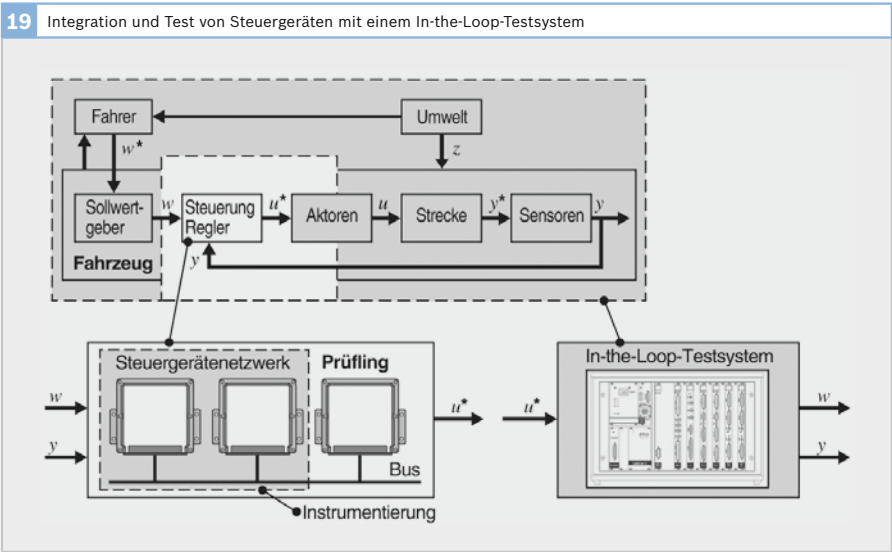 19 Integration und Test von Steuergeräten mit einem In-the-Loop-Testsystem
Fahrer
Umwelt
w*
z
Sollwert-
geber
w
Steuerung
Regler
u*
Aktoren
u
Strecke
y*
Sensoren
y
Fahrzeug
y
Steuergerätenetzwerk
Prüfling
In-the-Loop-Testsystem
w
u*
u*
w
y
Bus
y
Instrumentierung